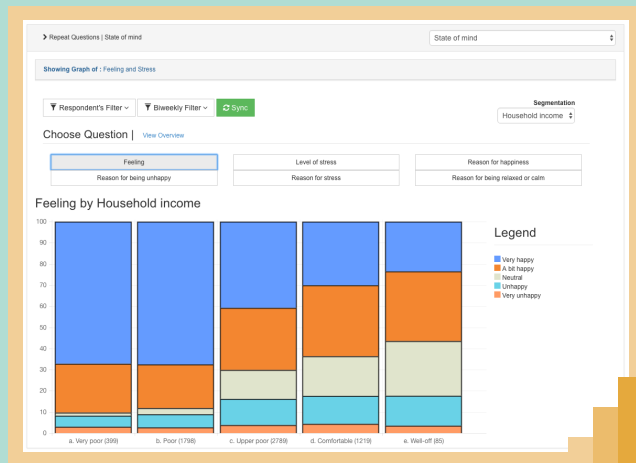 Repeat Questions | State of mind
State of mind
Showing Graph of : Feeling and Stress
Respondent's Filter
Biweekly Filter
Sync
Segmentation
Household income
Choose Question | View Overview
Feeling
Level of stress
Reason for happiness
Reason for being unhappy
Reason for stress
Reason for being relaxed or calm
Feeling by Household income
100
90
80
70
60
50
40
30
20
10
0
a. Very poor (399)
b. Poor (1798)
c. Upper poor (2789)
d. Comfortable (1219)
e. Well-off (85)
Legend
Very happy
A bit happy
Neutral
Unhappy
Very unhappy